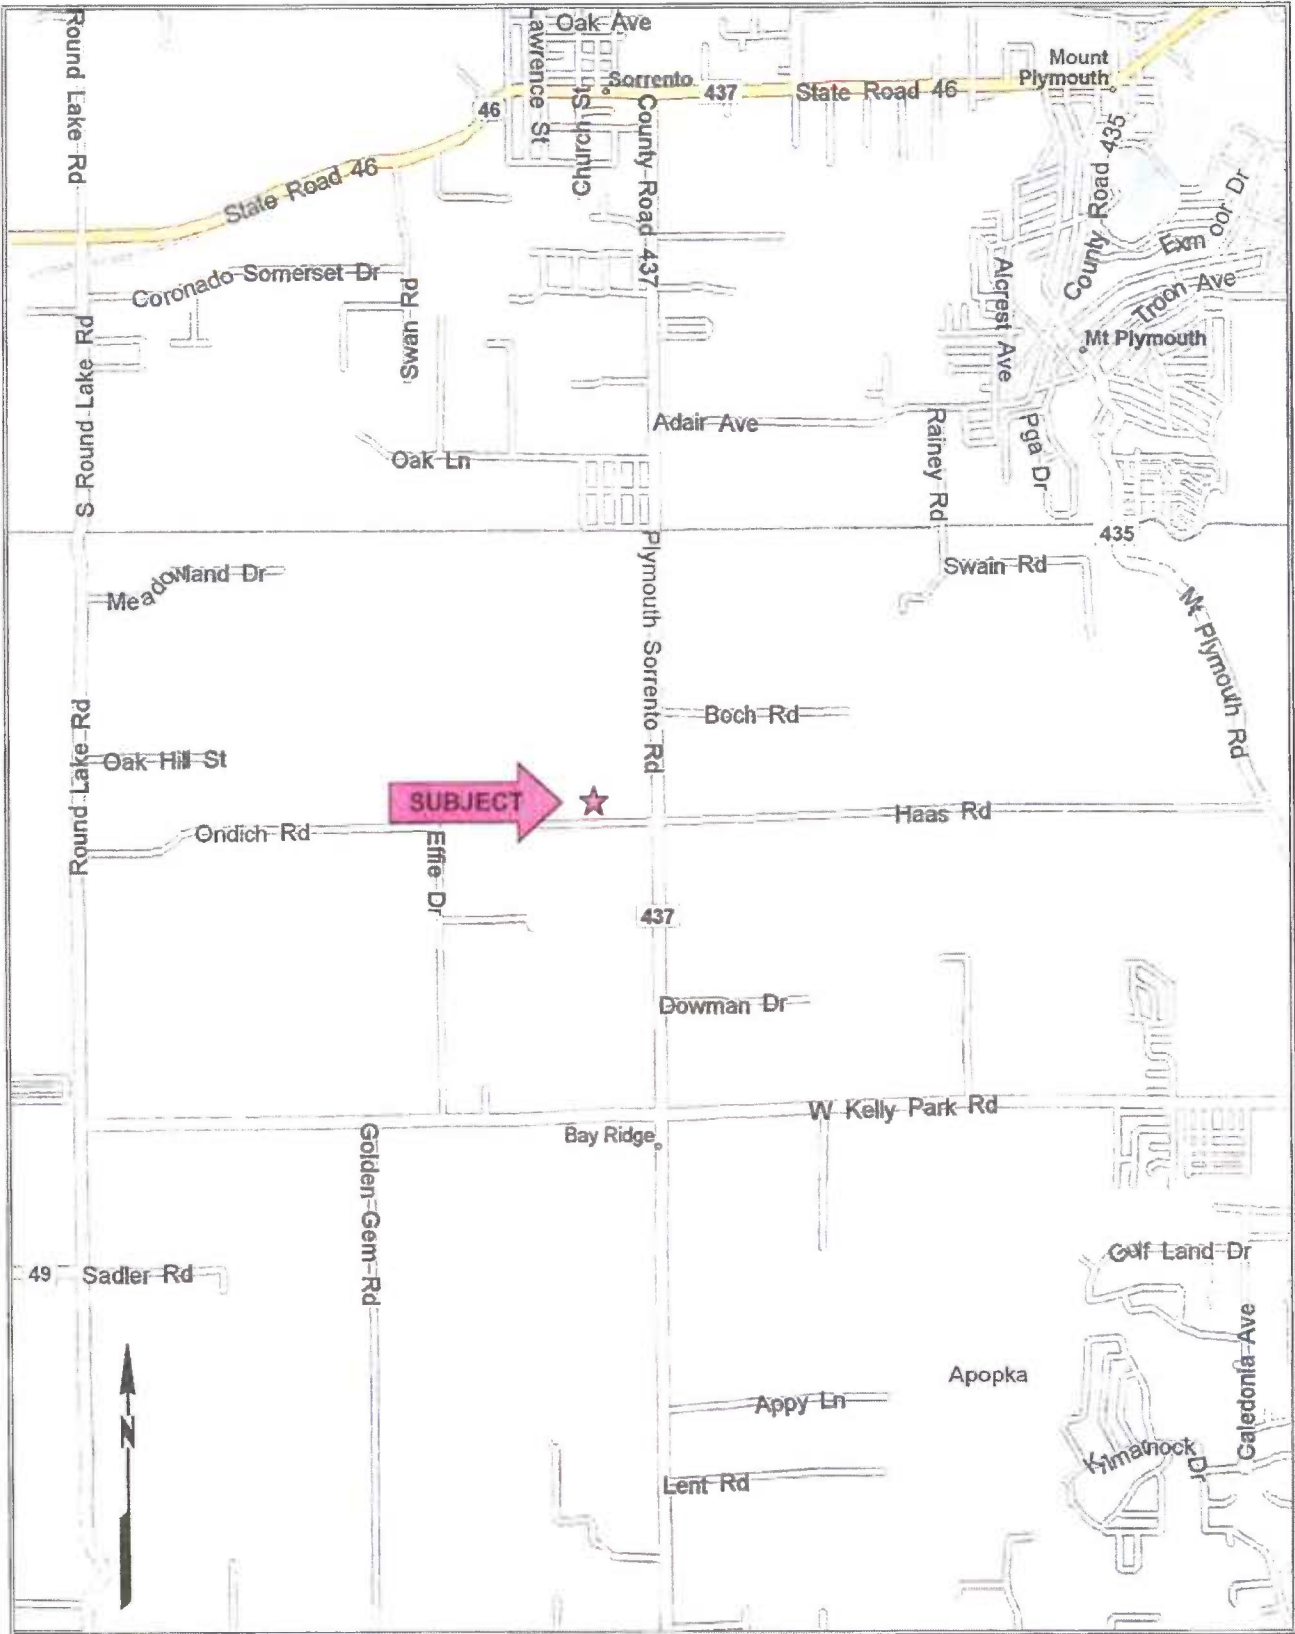 Round Lake Rd
Lawrence St
Oak Ave
Sorrento
Church St
46
437
State Road 46
Mount
Plymouth
State Road 46
County Road 437
County Road 435
Exmoor Dr
Coronado Somerset Dr
Swan Rd
Alcrest Ave
Troon Ave
S Round Lake Rd
Mt Plymouth
Adair Ave
Rainey Rd
Pga Dr
Oak Ln
435
Meadowland Dr
Plymouth Sorrento Rd
Swain Rd
Mt Plymouth Rd
Round Lake Rd
Boch Rd
Oak Hill St
SUBJECT
Ondich Rd
Effie Dr
Haas Rd
437
Dowman Dr
W Kelly Park Rd
Bay Ridge
Golden Gem Rd
49
Sadler Rd
Golf Land Dr
Caledonia Ave
Apopka
N
Appy Ln
Kilmarnock Dr
Lent Rd